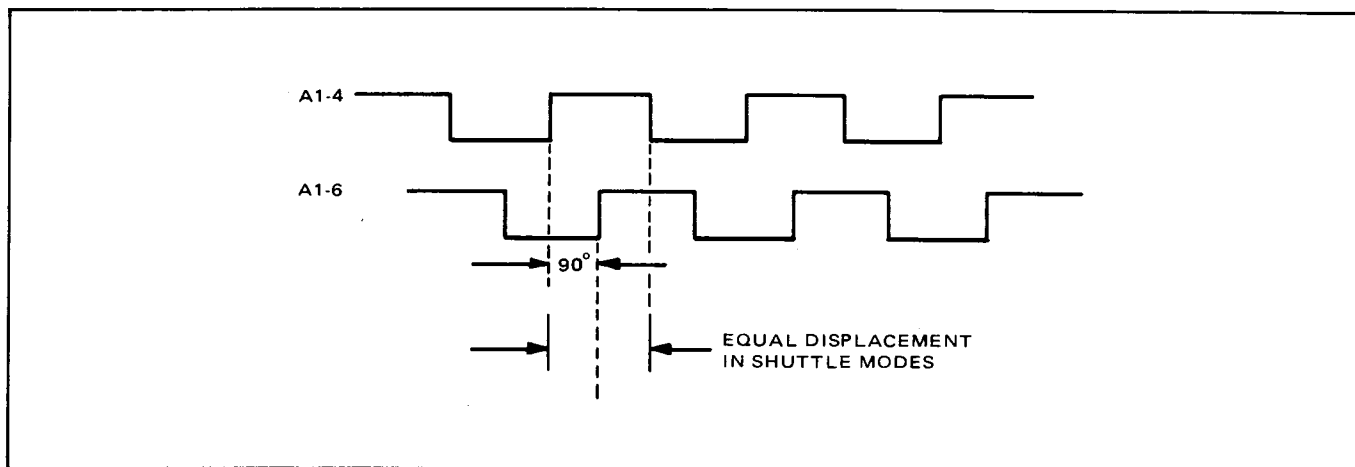 A1-4
A1-6
90°
EQUAL DISPLACEMENT
IN SHUTTLE MODES